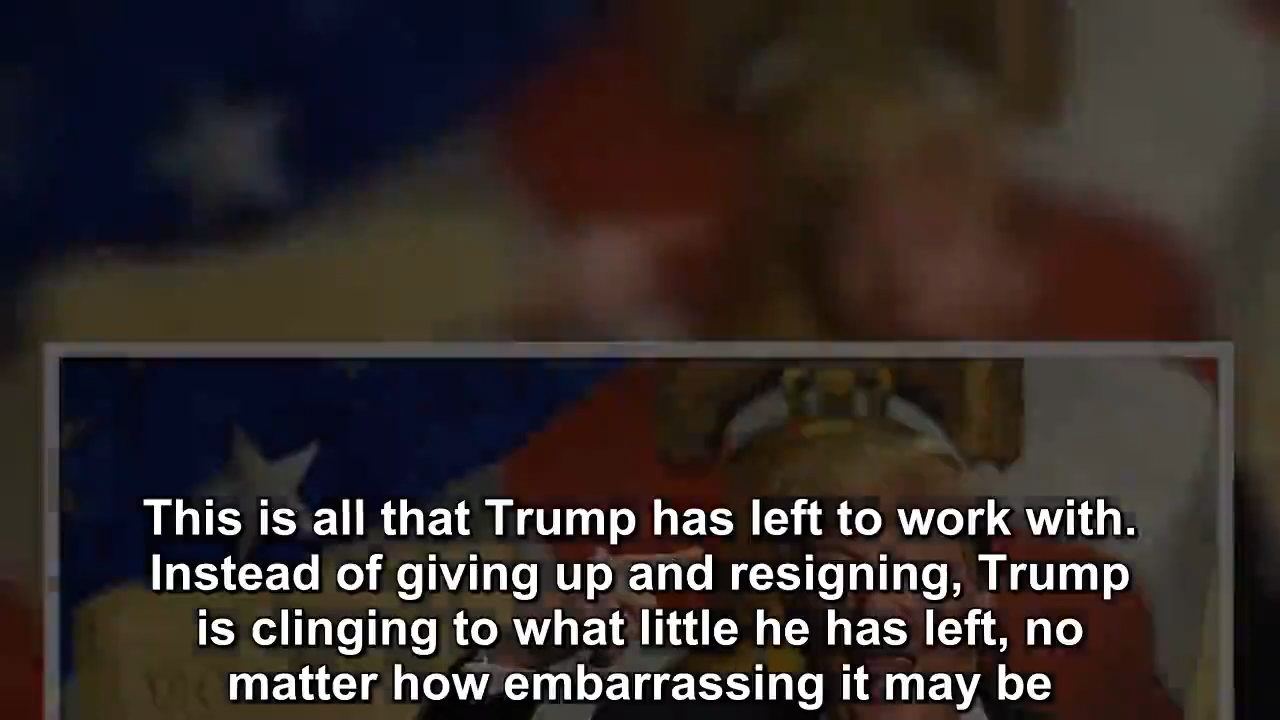 This is all that Trump has left to work with.
Instead of giving up and resigning, Trump
is clinging to what little he has left, no
matter how embarrassing it may be